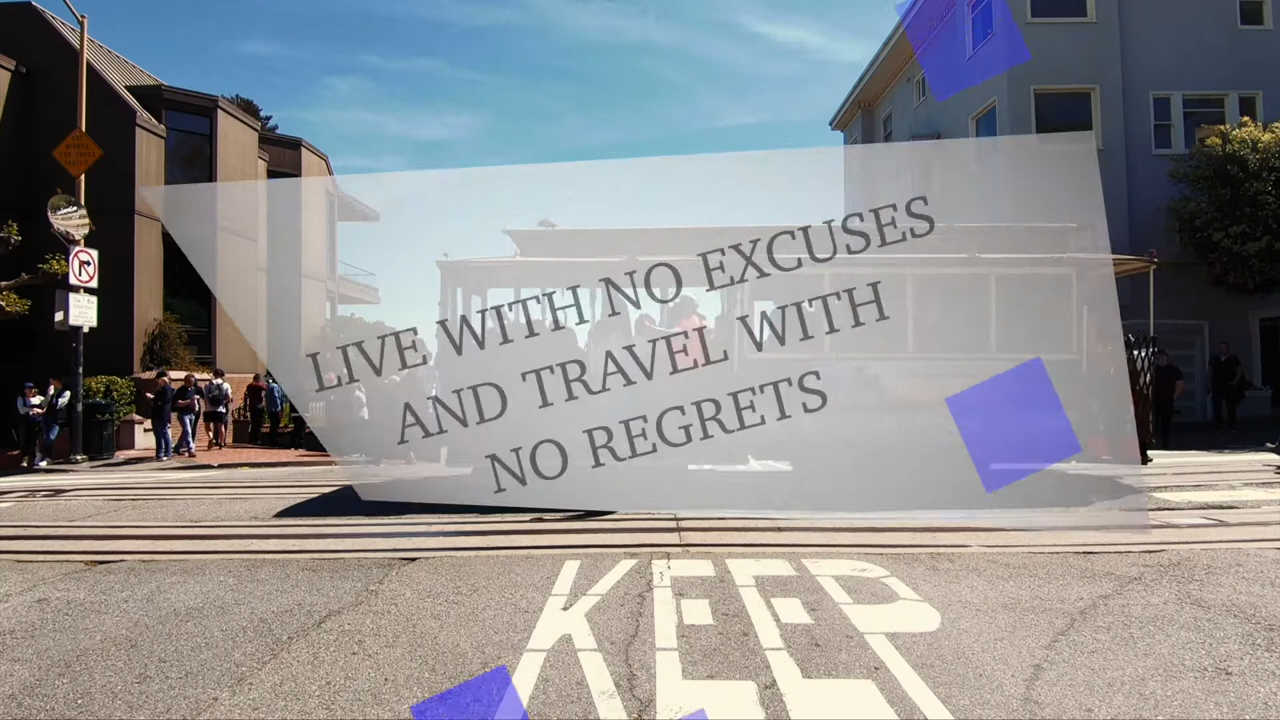 LIVE WITH NO EXCUSES
AND TRAVEL WITH
NO REGRETS
KEEP